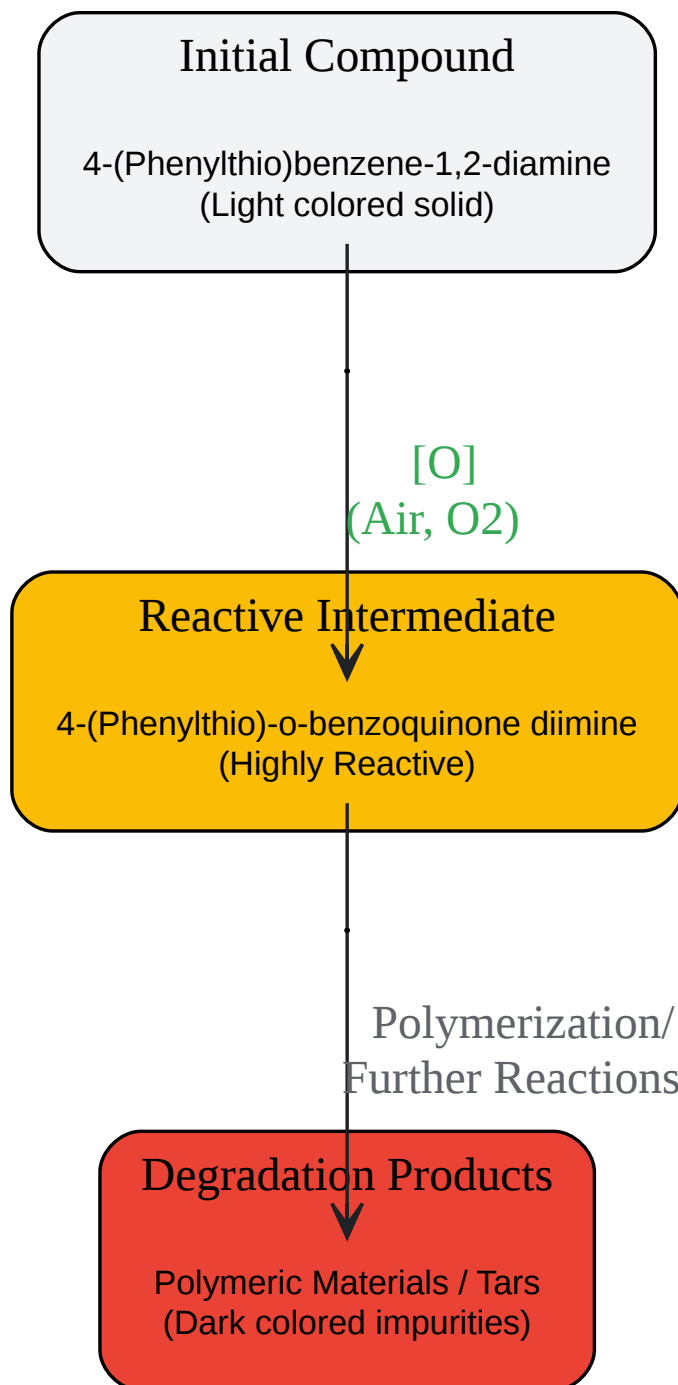 Initial Compound
4-(Phenylthio)benzene-1,2-diamine
(Light colored solid)
[O]
(Air, O2)
Reactive Intermediate
4-(Phenylthio)-o-benzoquinone diimine
(Highly Reactive)
Polymerization/
Further Reactions
Degradation Products
Polymeric Materials / Tars
(Dark colored impurities)